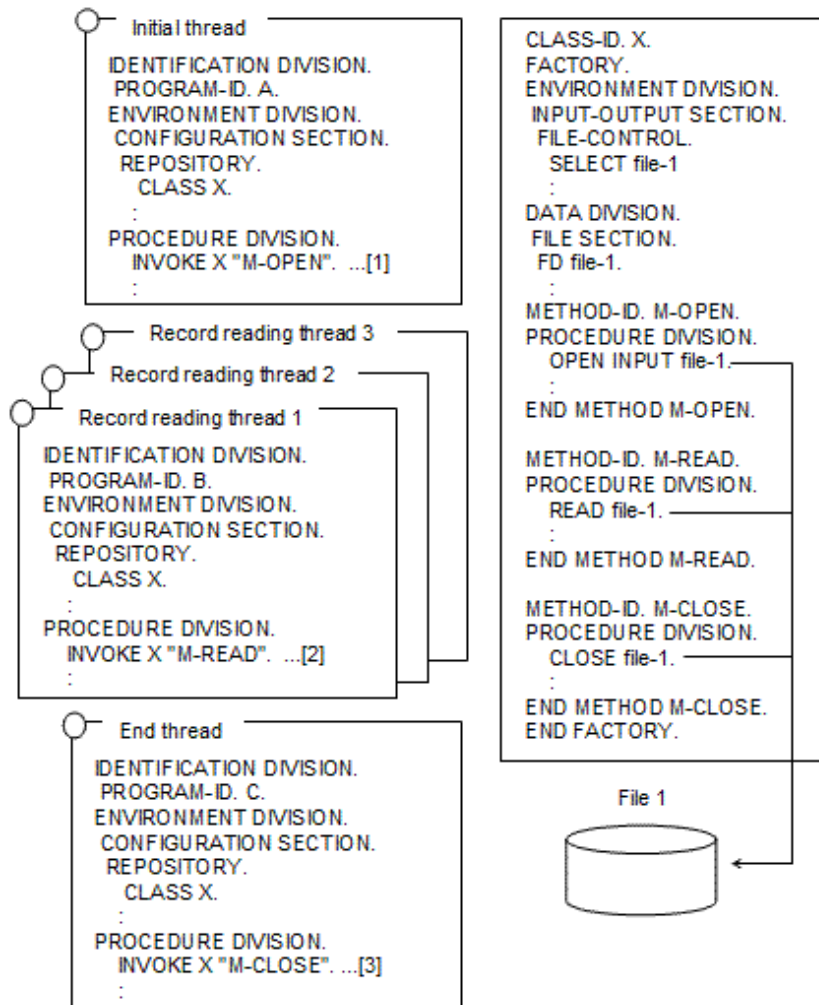 Initial thread
IDENTIFICATION DIVISION.
PROGRAM-ID. A.
ENVIRONMENT DIVISION.
CONFIGURATION SECTION.
REPOSITORY.
CLASS X.
:
PROCEDURE DIVISION.
INVOKE X "M-OPEN". ...[1]
:
Record reading thread 3
Record reading thread 2
Record reading thread 1
IDENTIFICATION DIVISION.
PROGRAM-ID. B.
ENVIRONMENT DIVISION.
CONFIGURATION SECTION.
REPOSITORY.
CLASS X.
:
PROCEDURE DIVISION.
INVOKE X "M-READ". ...[2]
:
End thread
IDENTIFICATION DIVISION.
PROGRAM-ID. C.
ENVIRONMENT DIVISION.
CONFIGURATION SECTION.
REPOSITORY.
CLASS X.
:
PROCEDURE DIVISION.
INVOKE X "M-CLOSE". ...[3]
:
CLASS-ID. X.
FACTORY.
ENVIRONMENT DIVISION.
INPUT-OUTPUT SECTION.
FILE-CONTROL.
SELECT file-1
:
DATA DIVISION.
FILE SECTION.
FD file-1.
:
METHOD-ID. M-OPEN.
PROCEDURE DIVISION.
OPEN INPUT file-1.
:
END METHOD M-OPEN.
METHOD-ID. M-READ.
PROCEDURE DIVISION.
READ file-1.
:
END METHOD M-READ.
METHOD-ID. M-CLOSE.
PROCEDURE DIVISION.
CLOSE file-1.
:
END METHOD M-CLOSE.
END FACTORY.
File 1